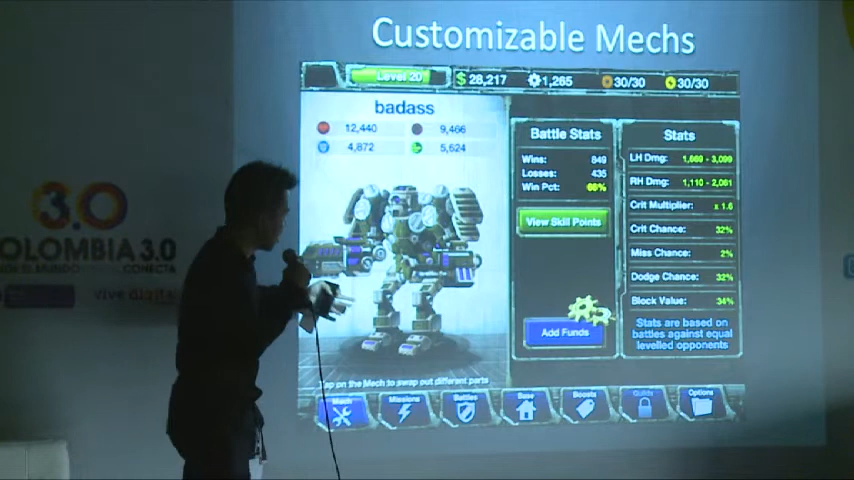 Customizable Mechs
Level 20
$ 28,217
1,265
30/30
30/30
badass
12,440
9,466
4,872
5,524
Battle Stats
Wins: 849
Losses: 435
Win Pct: 66%
View Skill Points
Add Funds
Stats
LH Dmg: 1,669 - 3,099
RH Dmg: 1,110 - 2,061
Crit Multiplier: x 1.6
Crit Chance: 32%
Miss Chance: 2%
Dodge Chance: 32%
Block Value: 34%
Stats are based on
battles against equal
levelled opponents
Tap on the Mech to swap out different parts
Mech
Missions
Battles
Base
Boosts
Guilds
Options
3.0
COLOMBIA 3.0
CONECTA
vive digital